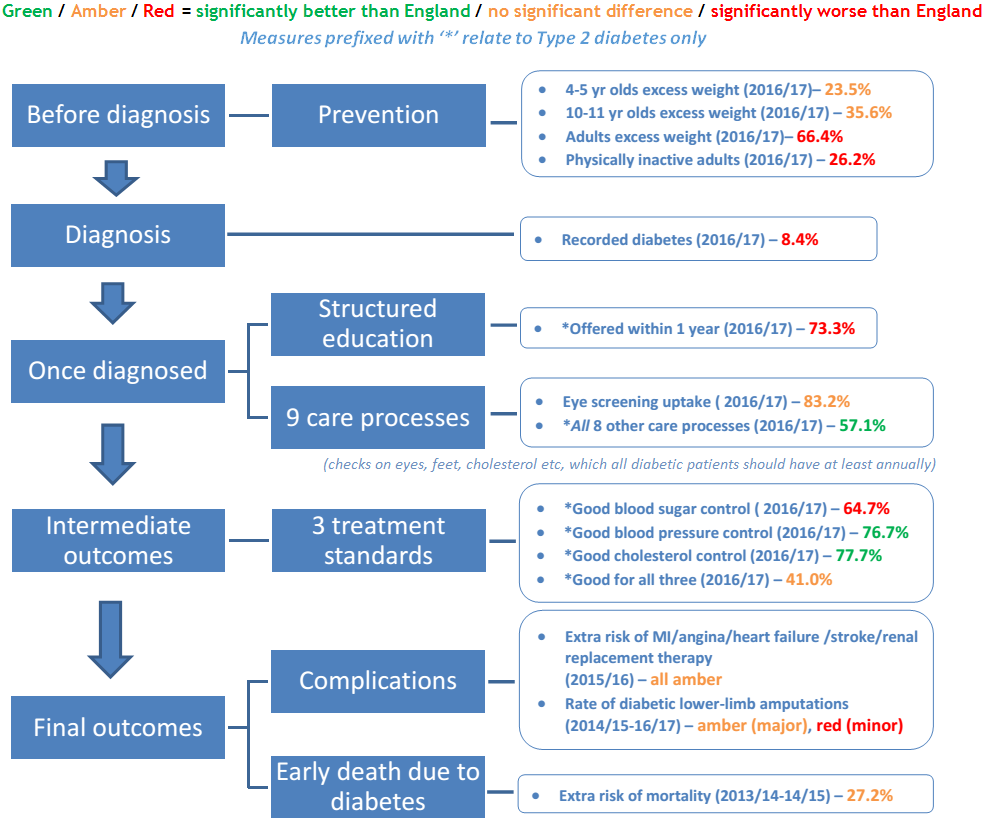 Green / Amber / Red = significantly better than England / no significant difference / significantly worse than England
Measures prefixed with ‘*’ relate to Type 2 diabetes only
Before diagnosis
Prevention
• 4-5 yr olds excess weight (2016/17)– 23.5%
• 10-11 yr olds excess weight (2016/17) – 35.6%
• Adults excess weight (2016/17)– 66.4%
• Physically inactive adults (2016/17) – 26.2%
Diagnosis
• Recorded diabetes (2016/17) – 8.4%
Once diagnosed
Structured
education
• *Offered within 1 year (2016/17) – 73.3%
9 care processes
• Eye screening uptake ( 2016/17) – 83.2%
• *All 8 other care processes (2016/17) – 57.1%
(checks on eyes, feet, cholesterol etc, which all diabetic patients should have at least annually)
Intermediate
outcomes
3 treatment
standards
• *Good blood sugar control ( 2016/17) – 64.7%
• *Good blood pressure control (2016/17) – 76.7%
• *Good cholesterol control (2016/17) – 77.7%
• *Good for all three (2016/17) – 41.0%
Final outcomes
Complications
• Extra risk of MI/angina/heart failure /stroke/renal
replacement therapy
(2015/16) – all amber
• Rate of diabetic lower-limb amputations
(2014/15-16/17) – amber (major), red (minor)
Early death due to
diabetes
• Extra risk of mortality (2013/14-14/15) – 27.2%